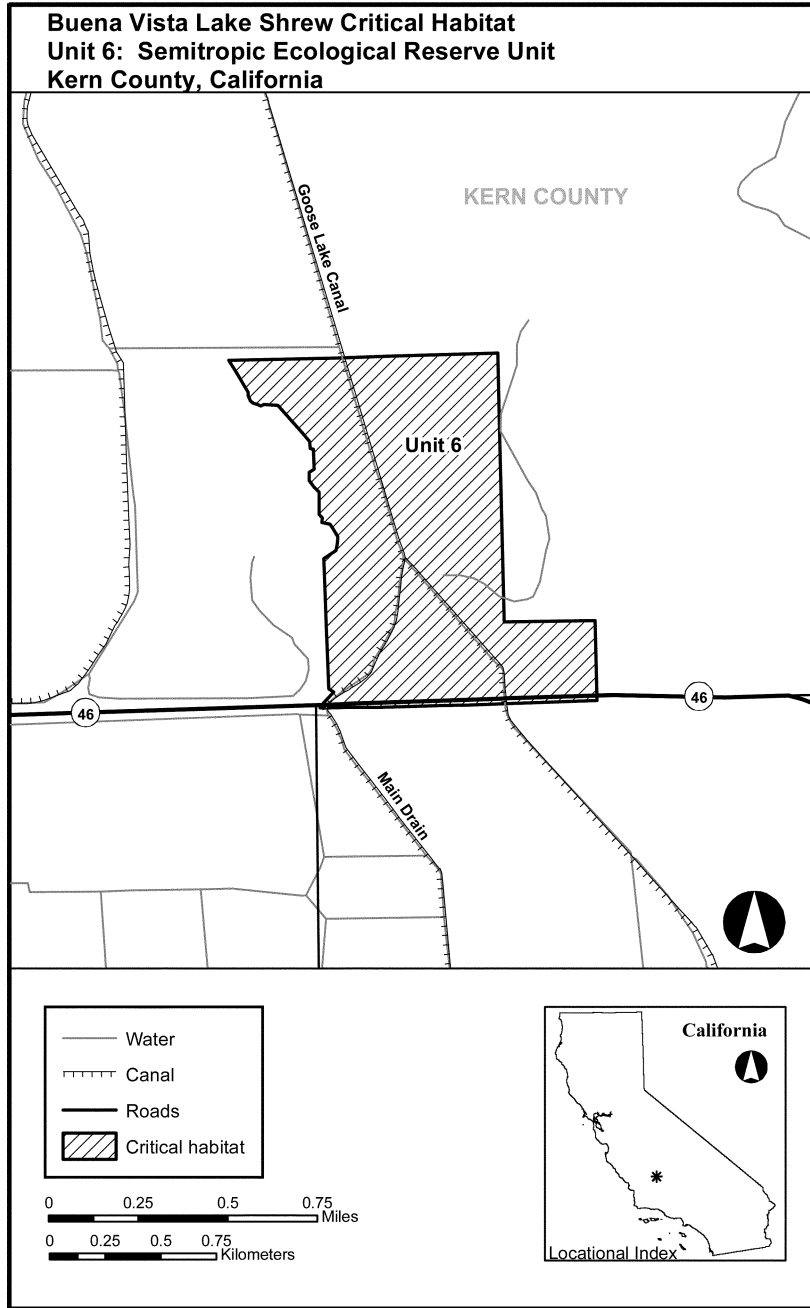 Buena Vista Lake Shrew Critical Habitat
Unit 6: Semitropic Ecological Reserve Unit
Kern County, California
KERN COUNTY
Goose Lake Canal
Unit 6
46
46
Main Drain
Water
Canal
Roads
Critical habitat
0 0.25 0.5 0.75
Miles
0 0.25 0.5 0.75
Kilometers
California
Locational Index